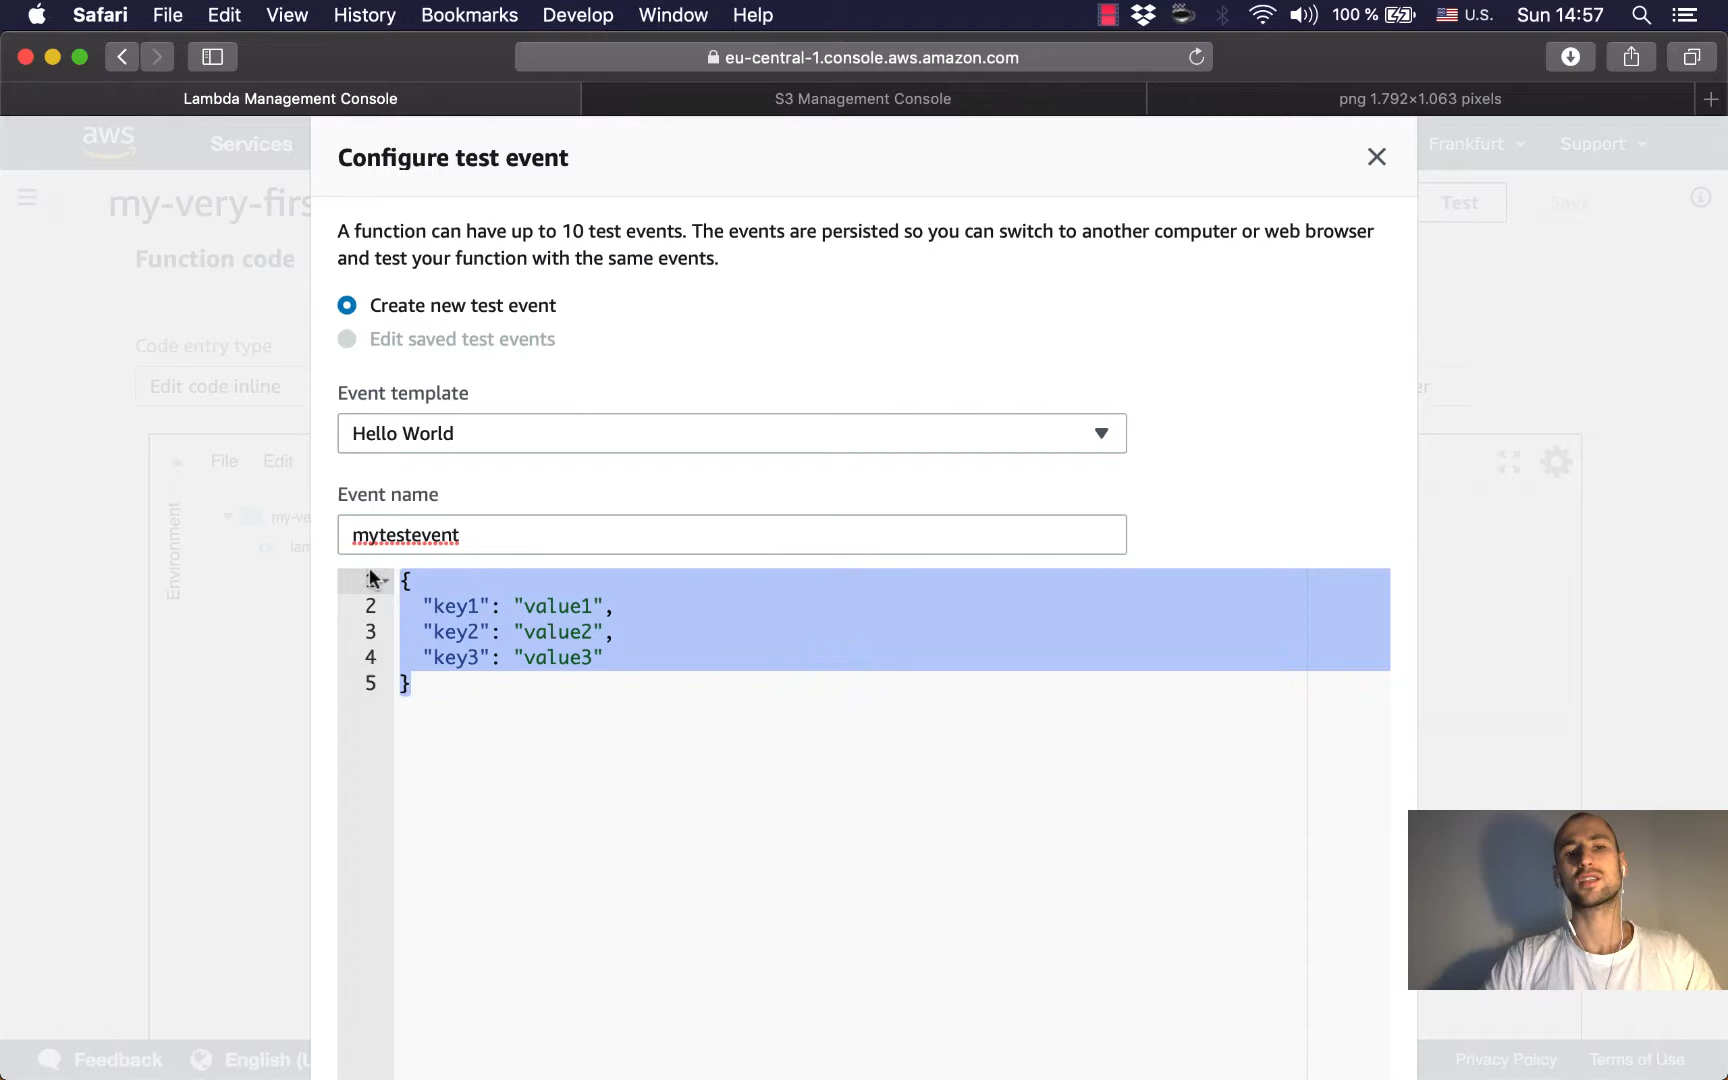 Safari File Edit View History Bookmarks Develop Window Help 100 % U.S. Sun 14:57
eu-central-1.console.aws.amazon.com
Lambda Management Console S3 Management Console png 1.792×1.063 pixels
aws Services Frankfurt Support
Configure test event
my-very-firs Test Save
A function can have up to 10 test events. The events are persisted so you can switch to another computer or web browser
and test your function with the same events.
Function code
Create new test event
Edit saved test events
Code entry type
Edit code inline
Event template
Hello World
File Edit
Event name
my-ve
mytestevent
lam
Environment
{
2 "key1": "value1",
3 "key2": "value2",
4 "key3": "value3"
5 }
Feedback English (U Privacy Policy Terms of Use